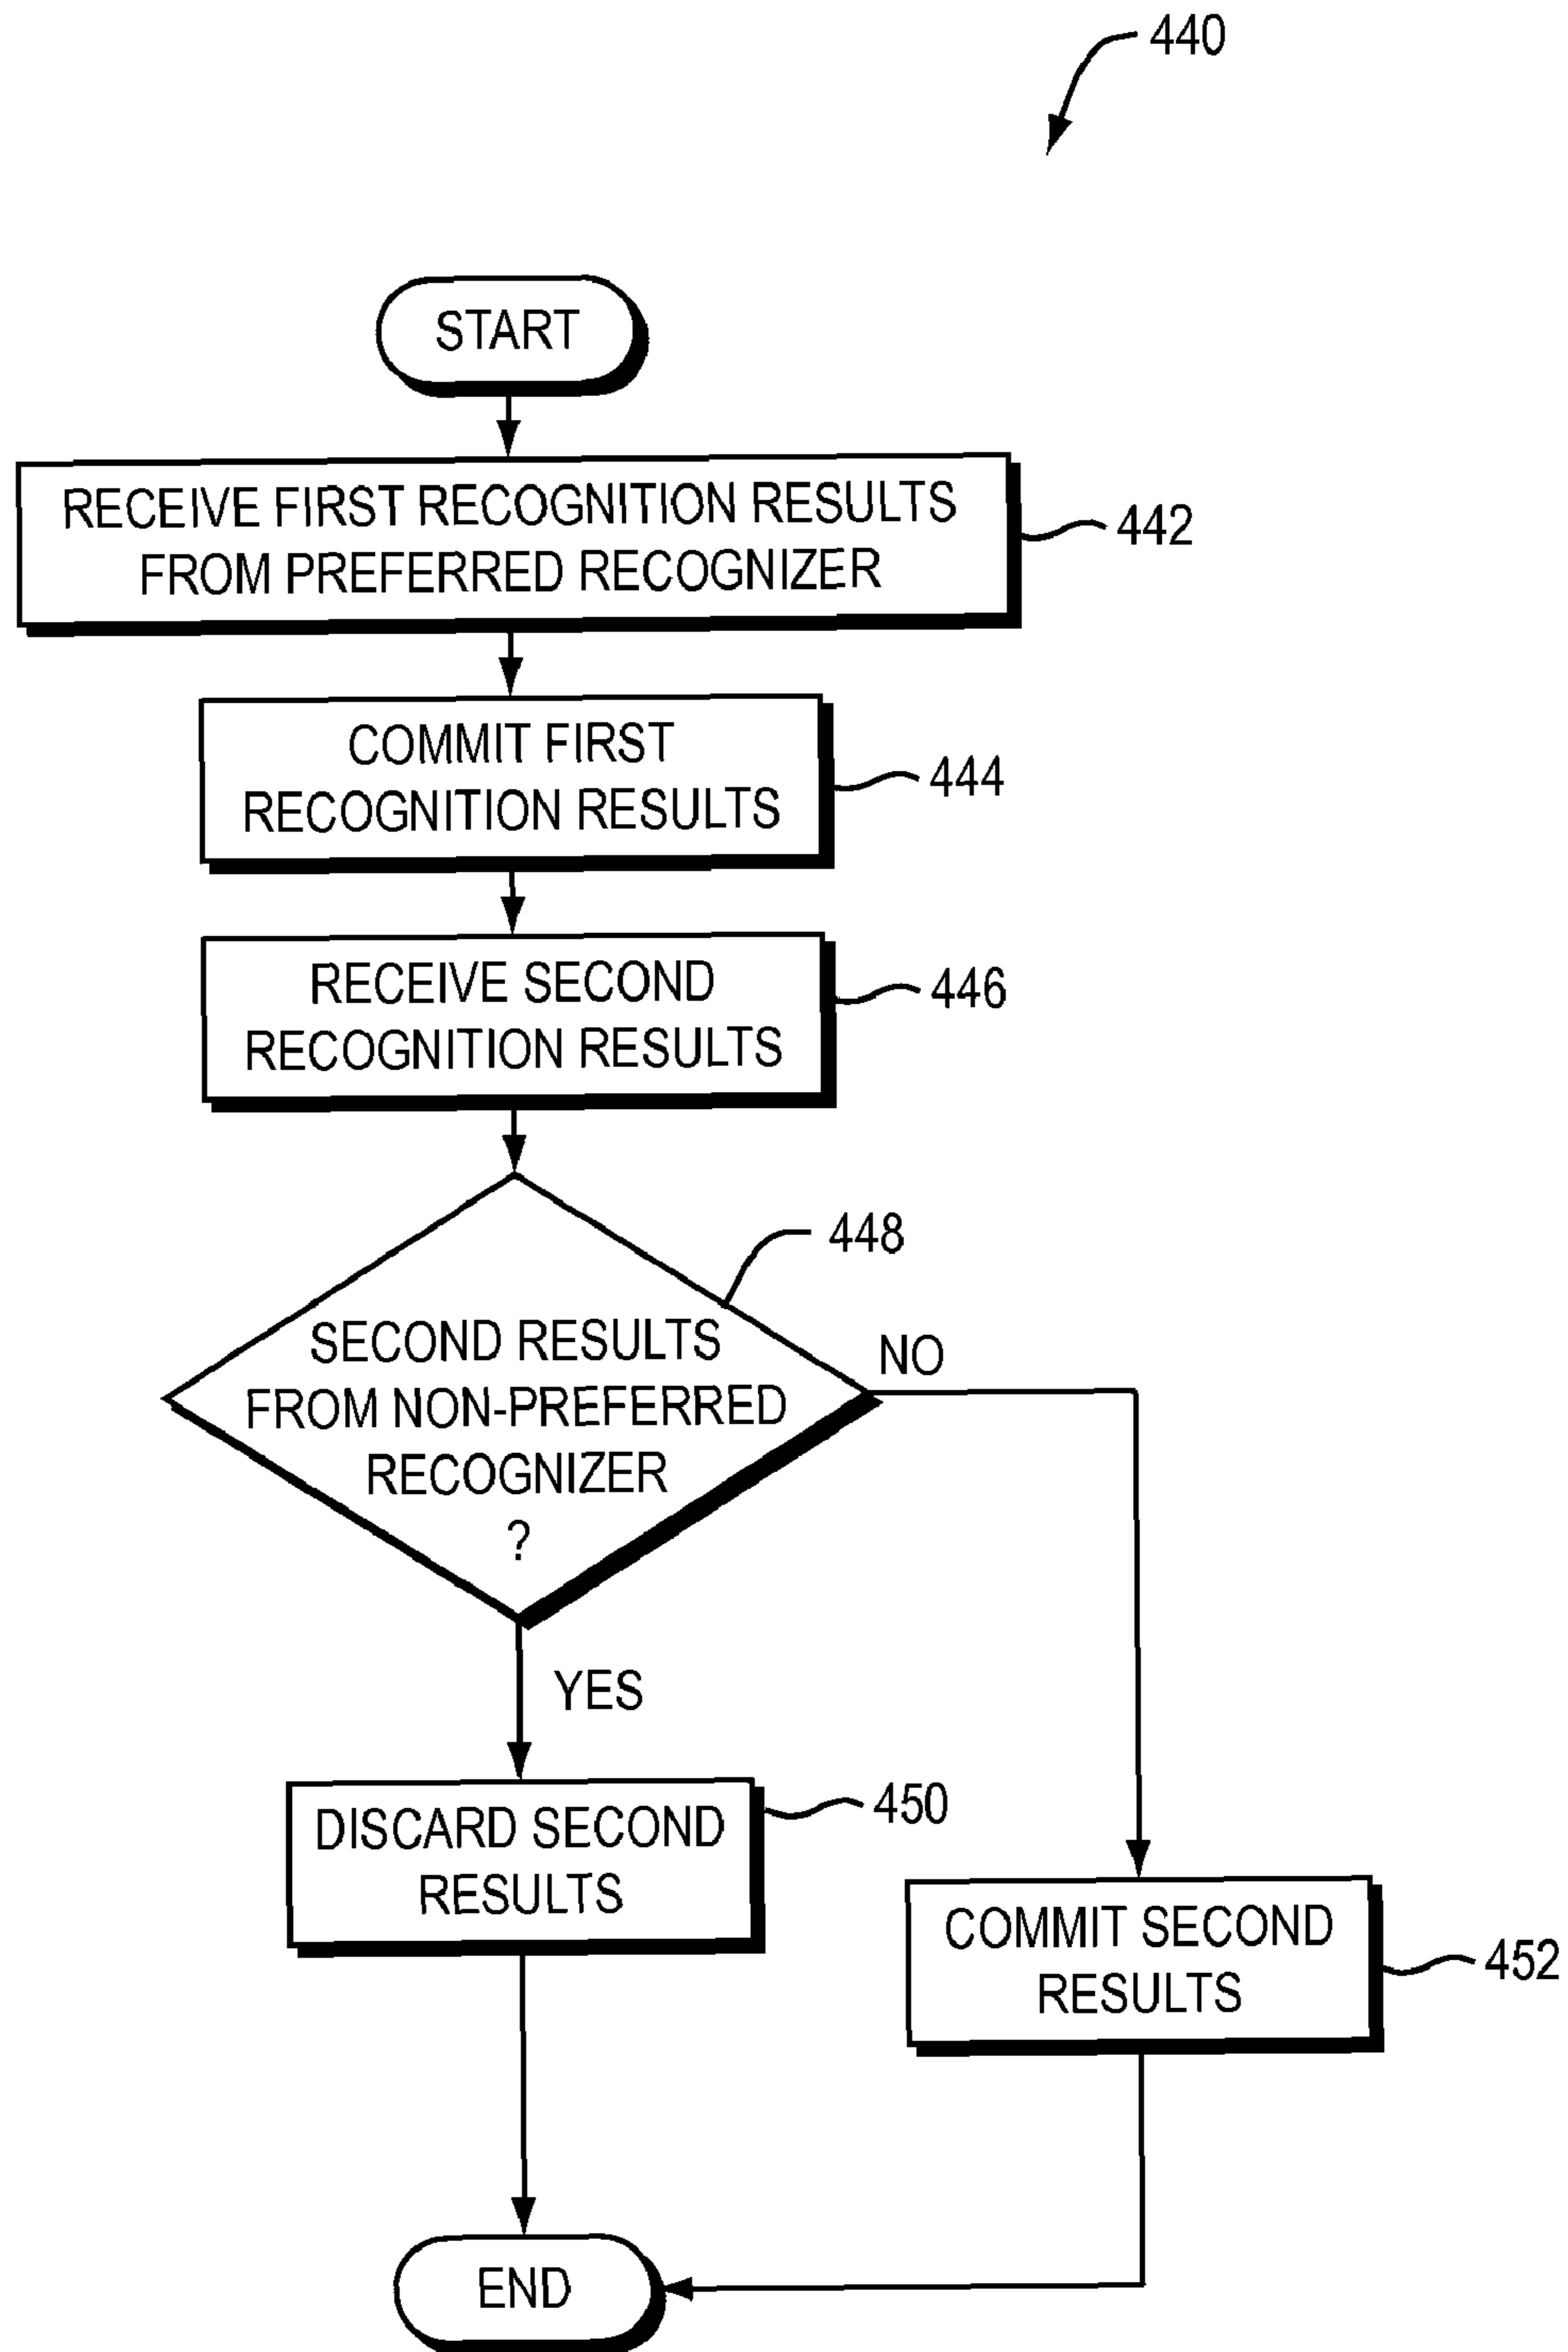 440
START
RECEIVE FIRST RECOGNITION RESULTS
FROM PREFERRED RECOGNIZER
442
COMMIT FIRST
RECOGNITION RESULTS
444
RECEIVE SECOND
RECOGNITION RESULTS
446
448
SECOND RESULTS
FROM NON-PREFERRED
RECOGNIZER
?
NO
YES
DISCARD SECOND
RESULTS
450
COMMIT SECOND
RESULTS
452
END